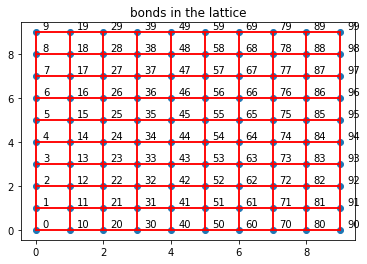 bonds in the lattice
9 19 29 39 49 59 69 79 89 99
8 8 18 28 38 48 58 68 78 88 98
7 17 27 37 47 57 67 77 87 97
6 6 16 26 36 46 56 66 76 86 96
5 15 25 35 45 55 65 75 85 95
4 4 14 24 34 44 54 64 74 84 94
3 13 23 33 43 53 63 73 83 93
2 2 12 22 32 42 52 62 72 82 92
1 11 21 31 41 51 61 71 81 91
0 0 10 20 30 40 50 60 70 80 90
0 2 4 6 8